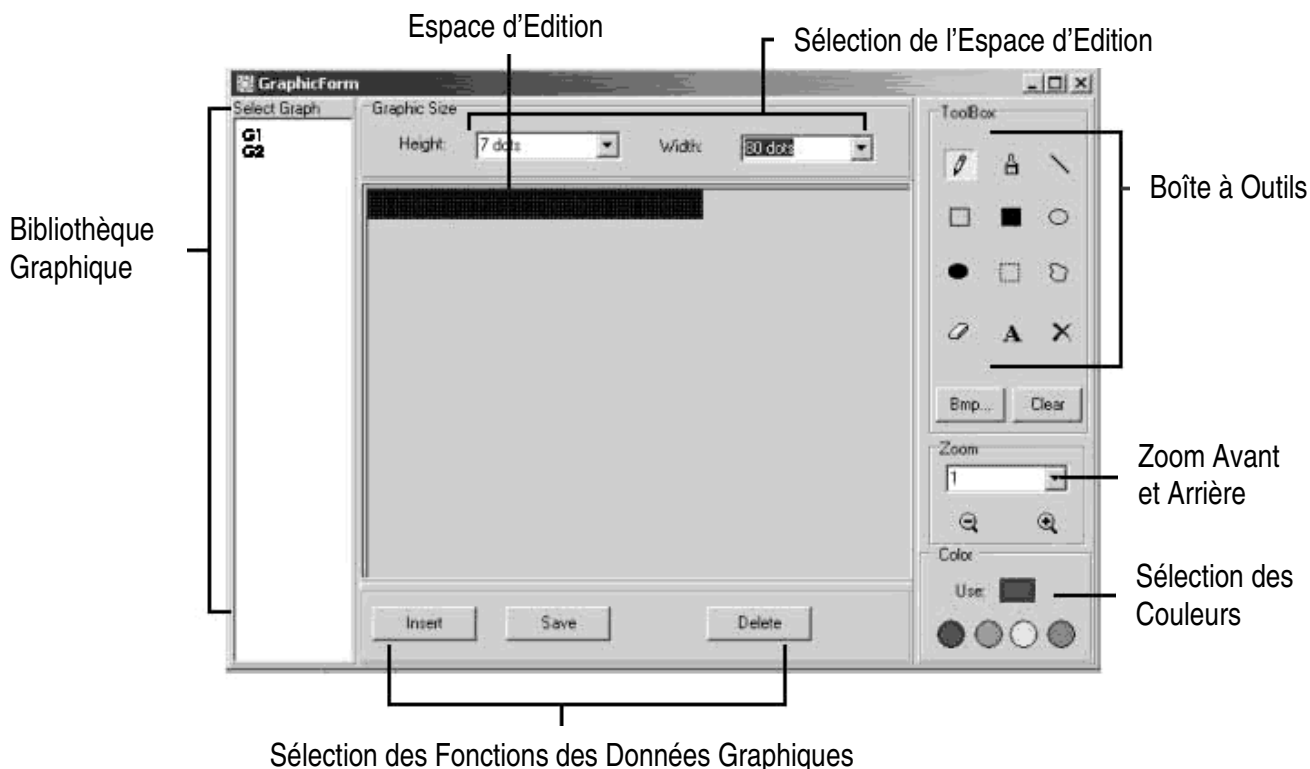 Espace d’Edition
Sélection de l’Espace d’Edition
GraphicForm
Select Graph
G1
G2
Graphic Size
Height:
7 dots
Width:
80 dots
ToolBox
Boîte à Outils
Bibliothèque
Graphique
Bmp...
Clear
Zoom
1
Zoom Avant
et Arrière
Color
Use:
Sélection des
Couleurs
Insert
Save
Delete
Sélection des Fonctions des Données Graphiques